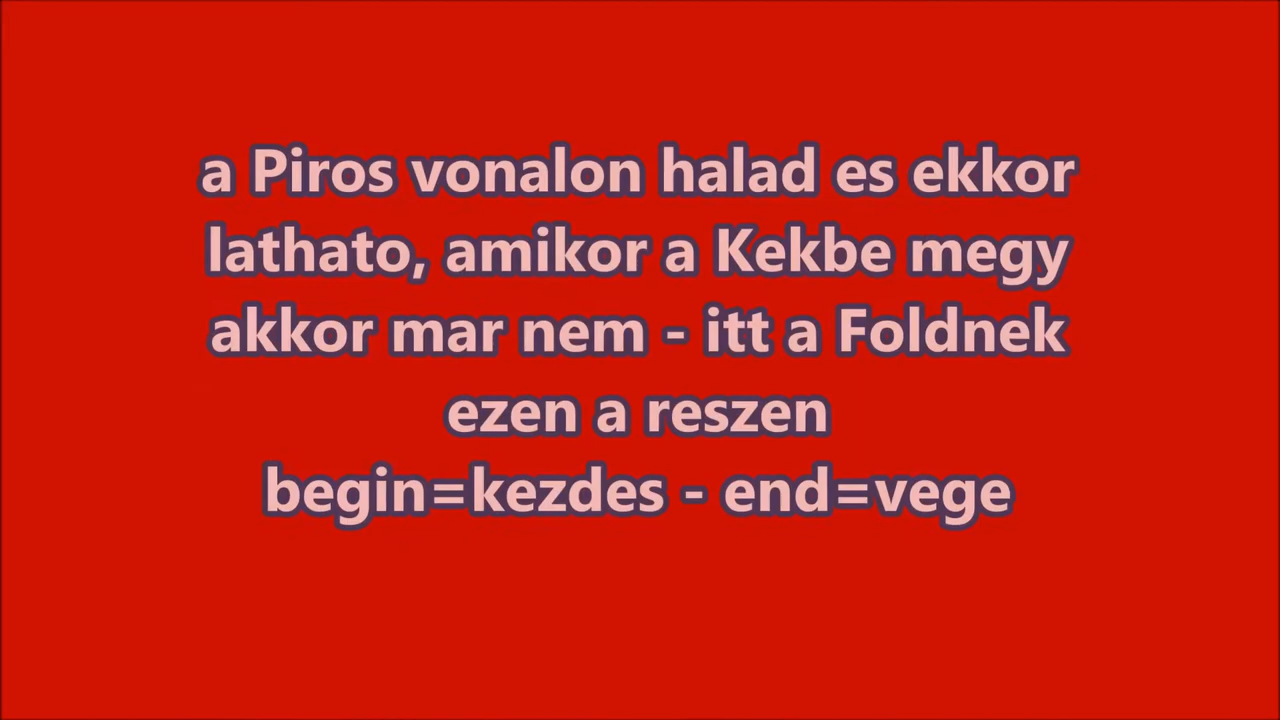 a Piros vonalon halad es ekkor
lathato, amikor a Kekbe megy
akkor mar nem - itt a Foldnek
ezen a reszen
begin=kezdes - end=vege